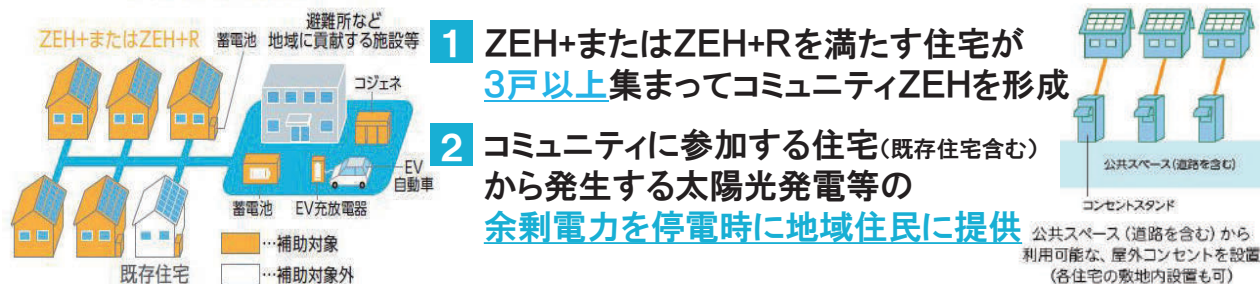 ZEH+またはZEH+R
蓄電池
避難所など
地域に貢献する施設等
コジェネ
EV
自動車
蓄電池
EV充放電器
既存住宅
…補助対象
…補助対象外
1 ZEH+またはZEH+Rを満たす住宅が
3戸以上集まってコミュニティZEHを形成
2 コミュニティに参加する住宅(既存住宅含む)
から発生する太陽光発電等の
余剰電力を停電時に地域住民に提供
公共スペース(道路を含む)
コンセントスタンド
公共スペース(道路を含む)から
利用可能な、屋外コンセントを設置
(各住宅の敷地内設置も可)